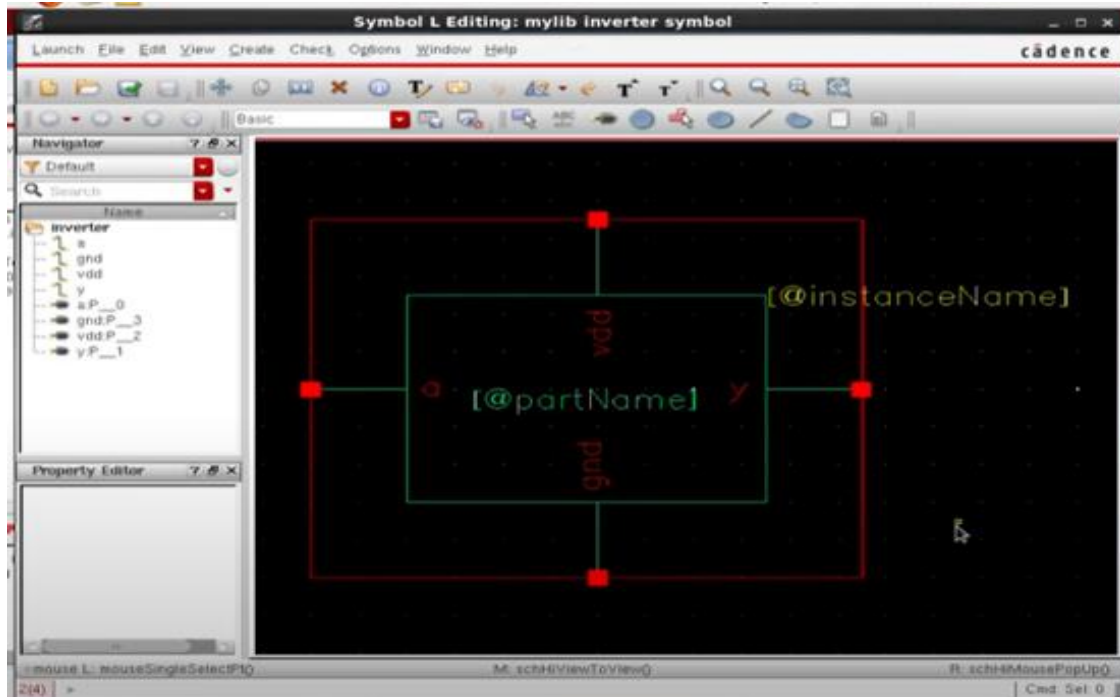 Symbol L Editing: mylib inverter symbol
Launch File Edit View Create Check Options Window Help
cādence
Basic
Navigator
Default
Search
Name
inverter
a
gnd
vdd
y
a:P__0
gnd:P__3
vdd:P__2
y:P__1
Property Editor
[@instanceName]
vdd
a [@partName] y
gnd
mouse L: mouseSingleSelectPt() M: schHiViewToView() R: schHiMousePopUp()
2(4) > Cmd: Sel: 0